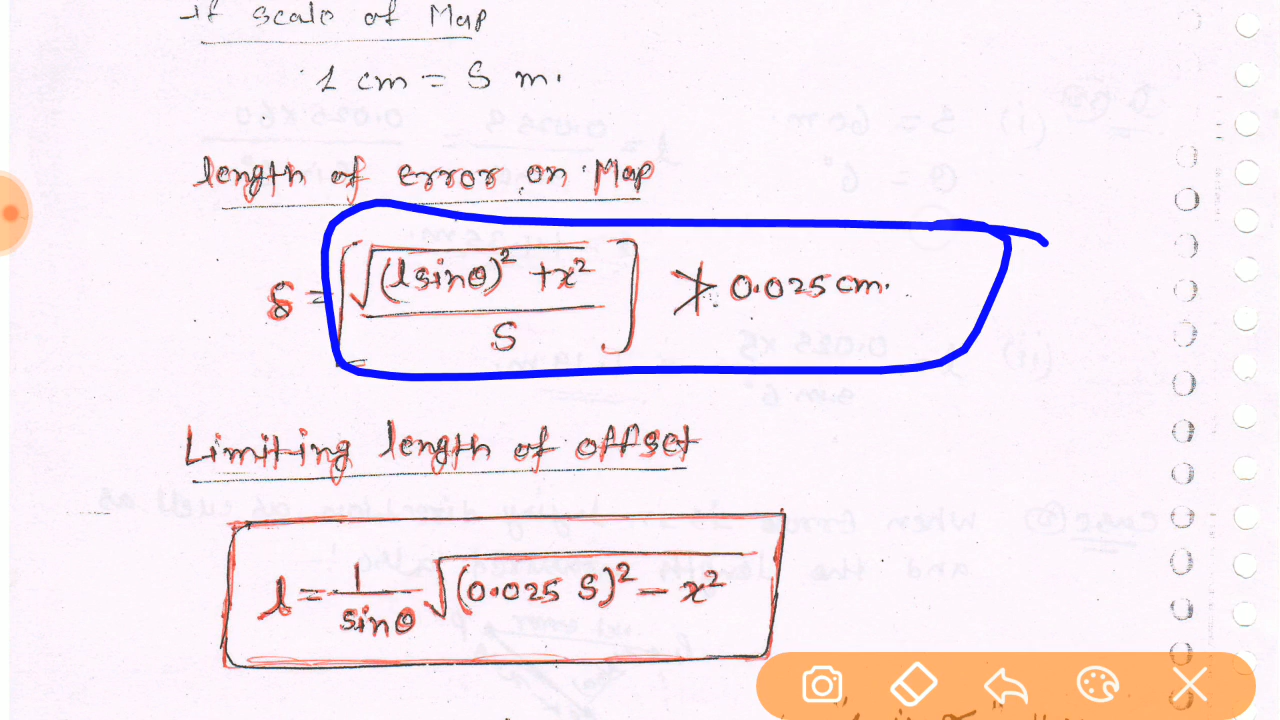 If scale of Map
1 cm = S m.
length of error on Map
δ = [√((lsinθ)² + x²) / S] ≯ 0.025 cm.
Limiting length of offset
l = 1/sinθ √((0.025 S)² - x²)